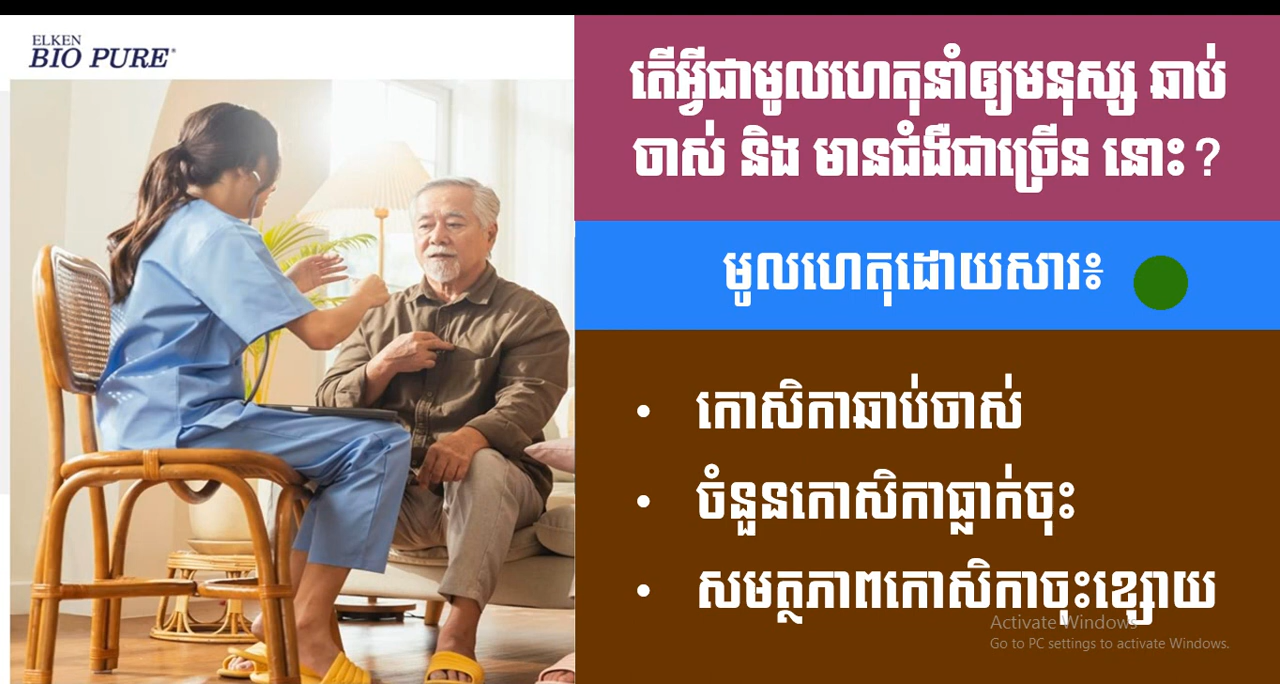 ELKEN
BIO PURE®
តើអ្វីជាមូលហេតុនាំឲ្យមនុស្ស ឆាប់
ចាស់ និង មានជំងឺជាច្រើន នោះ?
មូលហេតុដោយសារ៖
• កោសិកាឆាប់ចាស់
• ចំនួនកោសិកាធ្លាក់ចុះ
• សមត្ថភាពកោសិកាចុះខ្សោយ
Activate Windows
Go to PC settings to activate Windows.